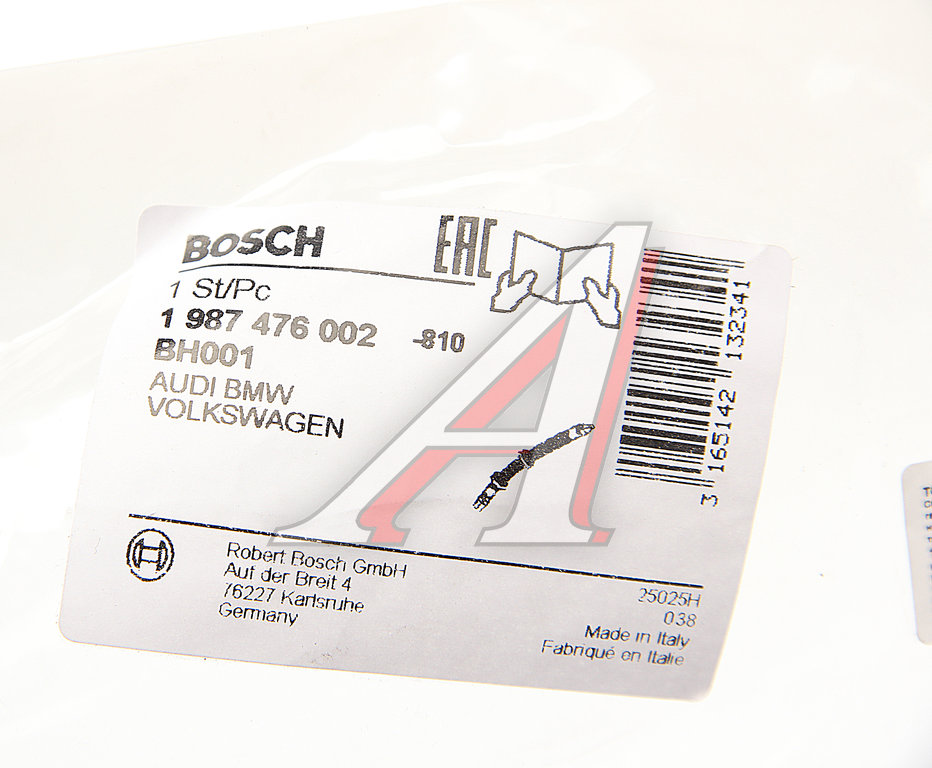 BOSCH
EAC
1 St/Pc
1 987 476 002 -810
BH001
AUDI BMW
VOLKSWAGEN
3 165142 132341
Robert Bosch GmbH
Auf der Breit 4
76227 Karlsruhe
Germany
25025H
038
Made in Italy
Fabriqué en Italie